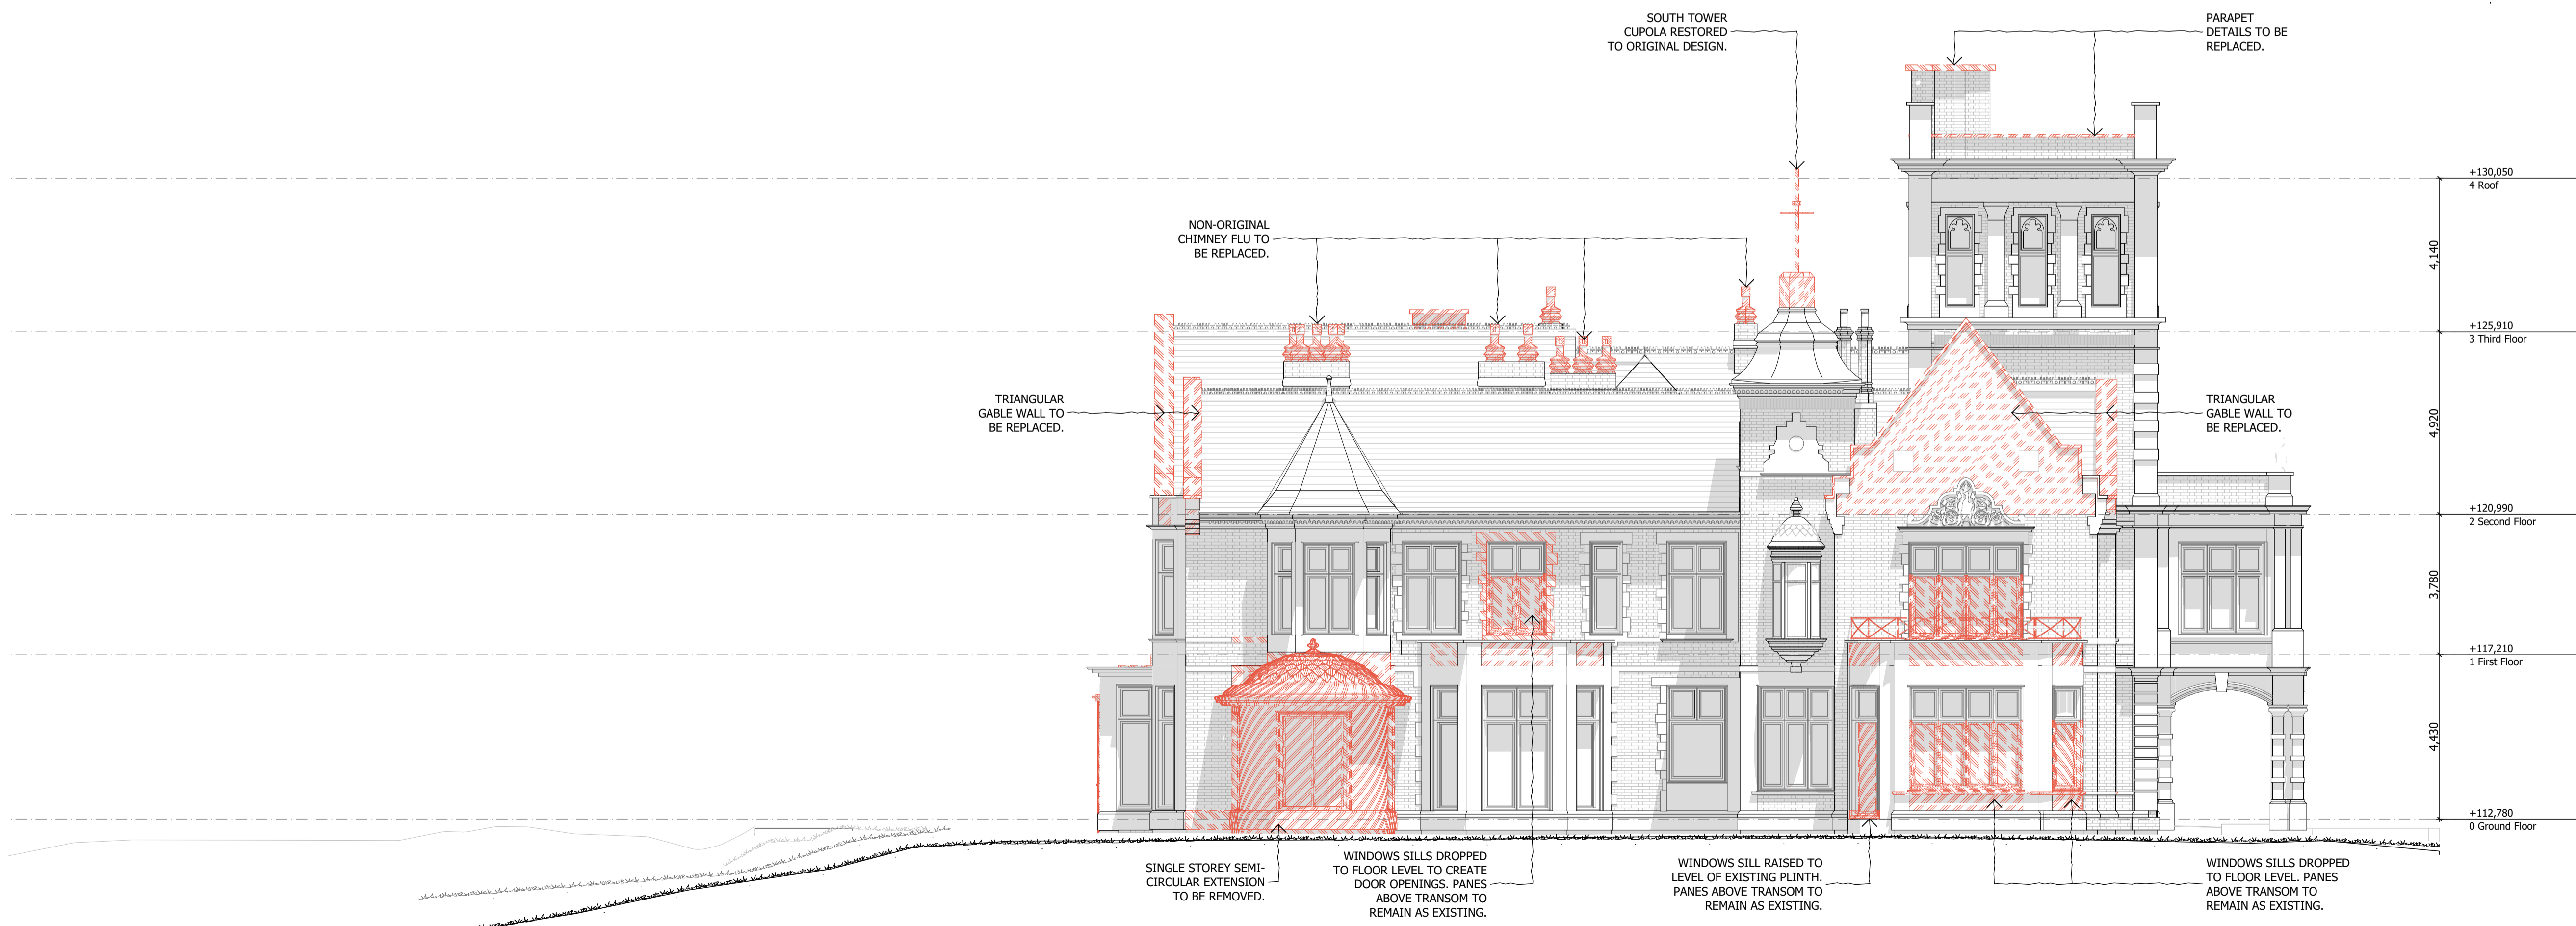 SOUTH TOWER
CUPOLA RESTORED
TO ORIGINAL DESIGN.
PARAPET
DETAILS TO BE
REPLACED.
+130,050
4 Roof
NON-ORIGINAL
CHIMNEY FLU TO
BE REPLACED.
4,140
+125,910
3 Third Floor
TRIANGULAR
GABLE WALL TO
BE REPLACED.
TRIANGULAR
GABLE WALL TO
BE REPLACED.
4,920
+120,990
2 Second Floor
3,780
+117,210
1 First Floor
4,430
+112,780
0 Ground Floor
SINGLE STOREY SEMI-
CIRCULAR EXTENSION
TO BE REMOVED.
WINDOWS SILLS DROPPED
TO FLOOR LEVEL TO CREATE
DOOR OPENINGS. PANES
ABOVE TRANSOM TO
REMAIN AS EXISTING.
WINDOWS SILL RAISED TO
LEVEL OF EXISTING PLINTH.
PANES ABOVE TRANSOM TO
REMAIN AS EXISTING.
WINDOWS SILLS DROPPED
TO FLOOR LEVEL. PANES
ABOVE TRANSOM TO
REMAIN AS EXISTING.